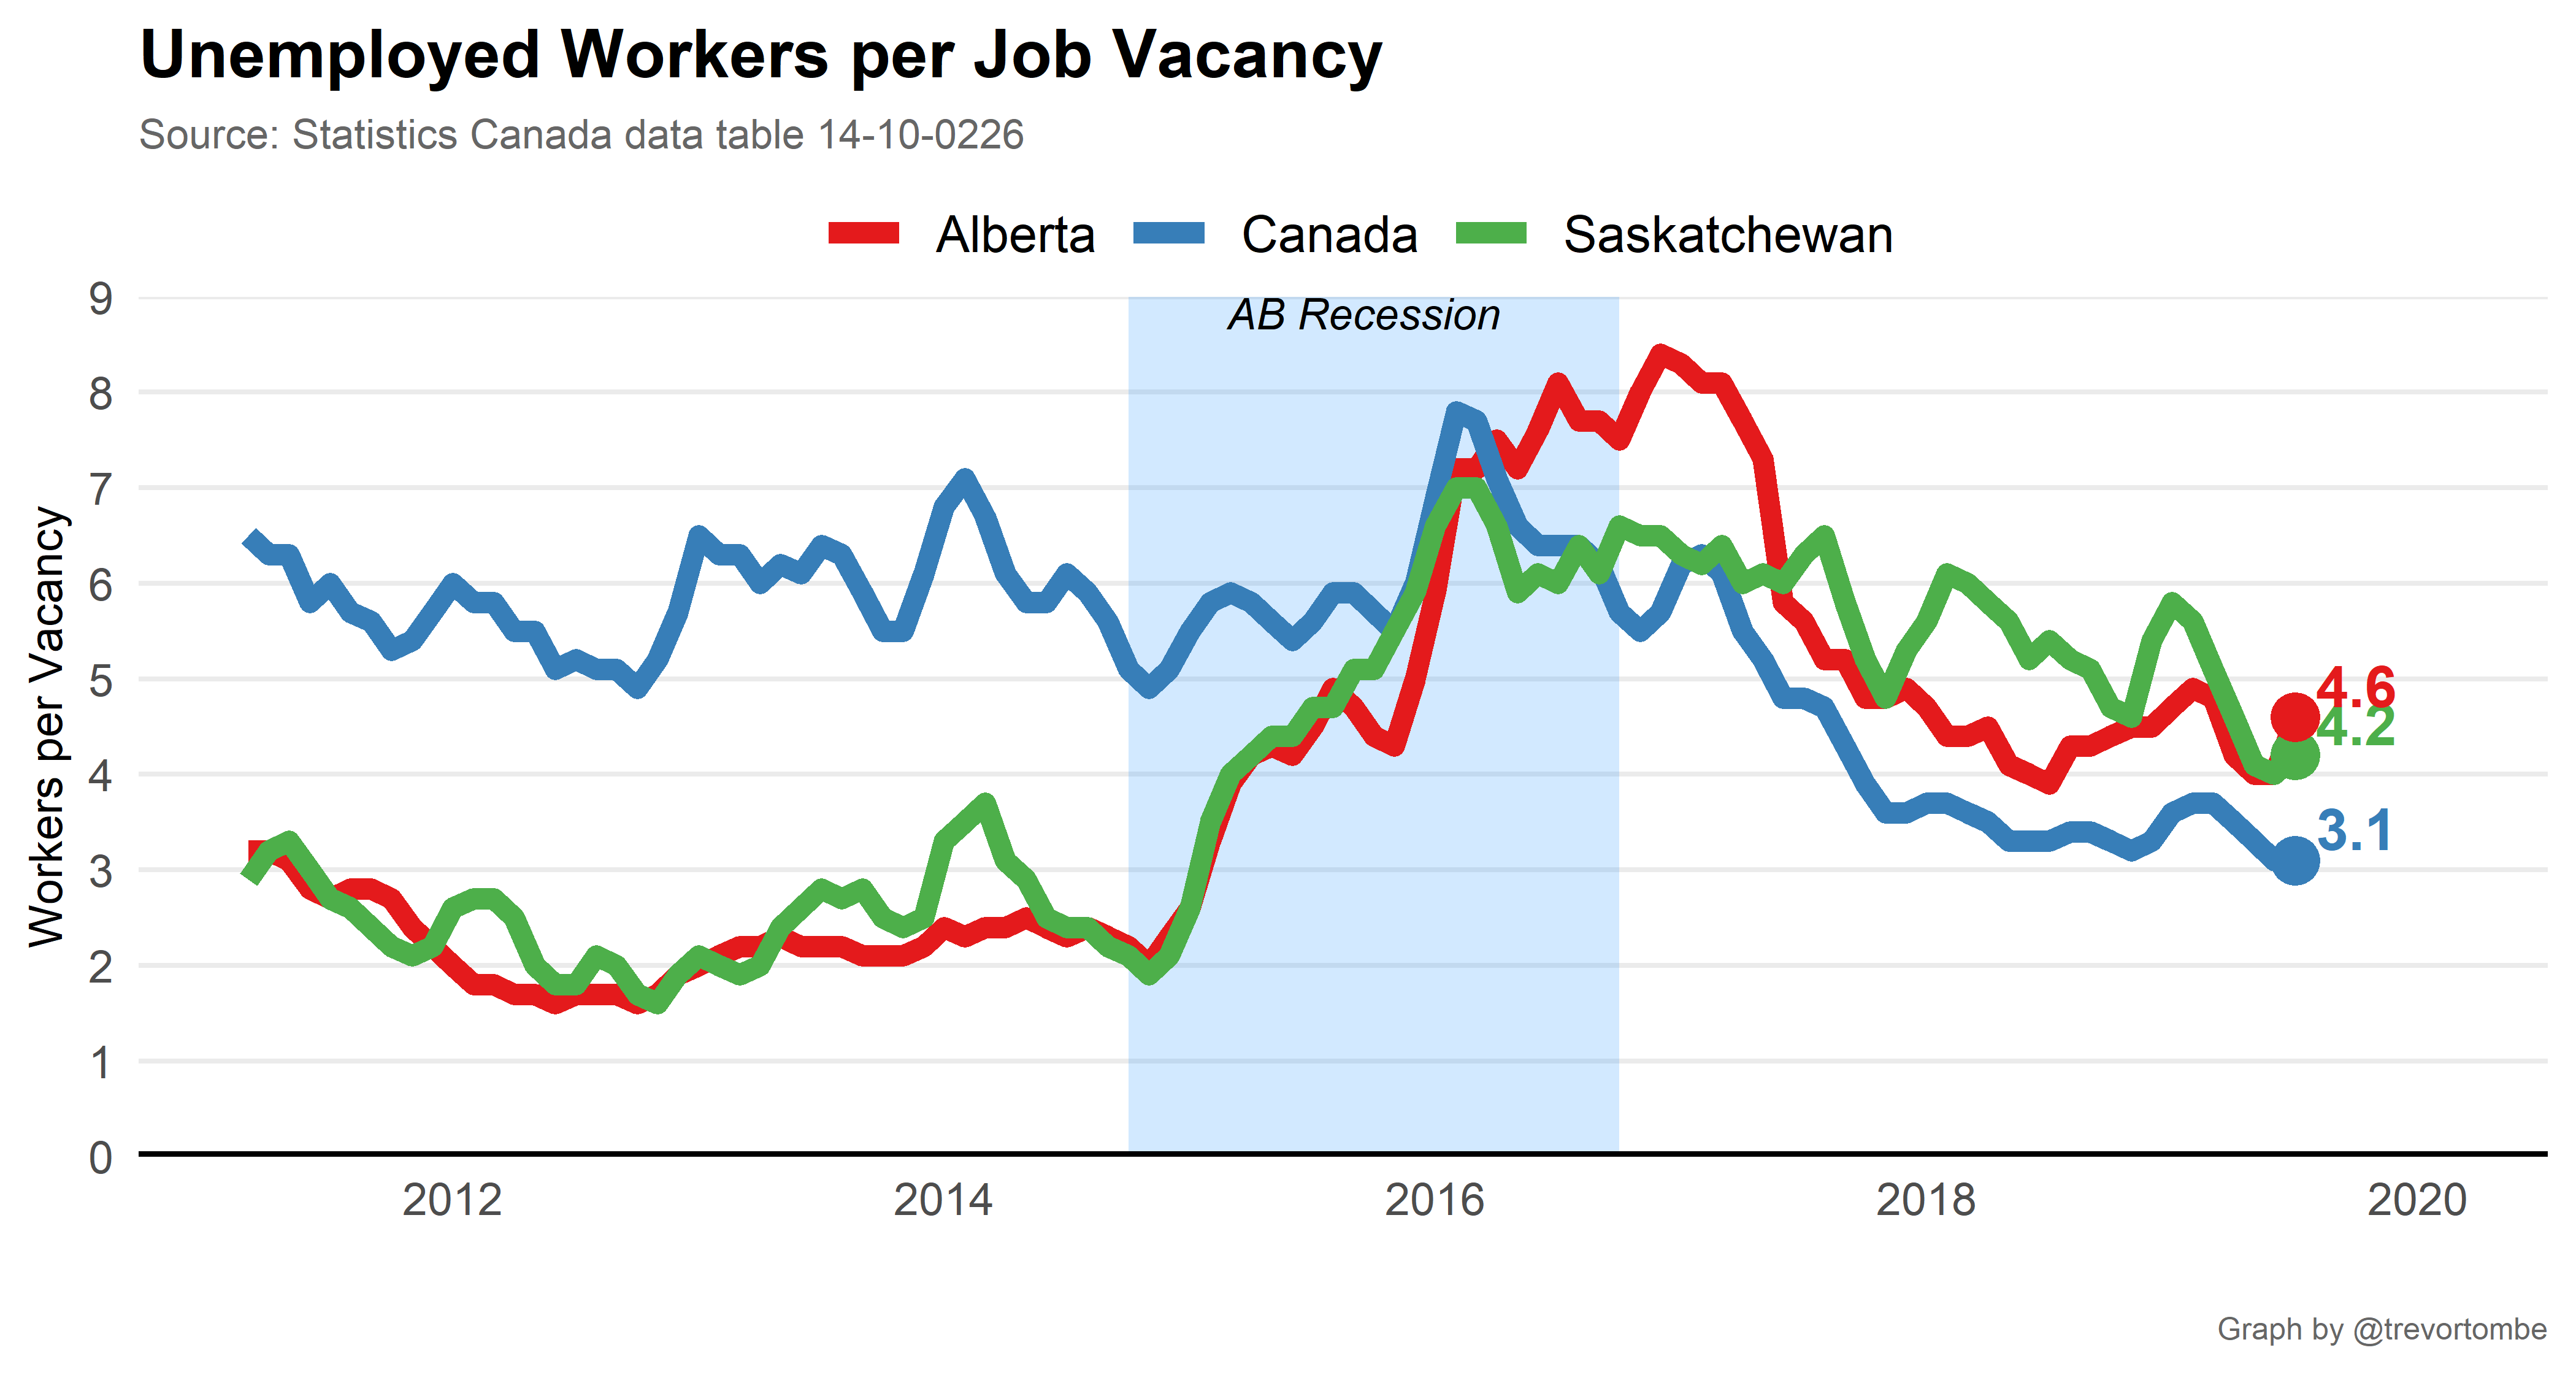 Unemployed Workers per Job Vacancy
Source: Statistics Canada data table 14-10-0226
Alberta Canada Saskatchewan
AB Recession
Workers per Vacancy
9
8
7
6
5
4
3
2
1
0
4.6
4.2
3.1
2012 2014 2016 2018 2020
Graph by @trevortombe